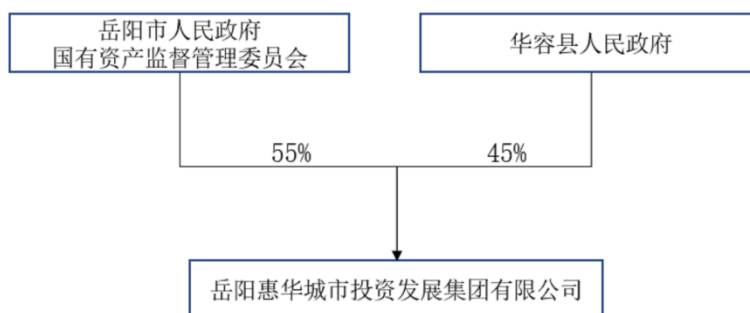 岳阳市人民政府
国有资产监督管理委员会
华容县人民政府
55%
45%
岳阳惠华城市投资发展集团有限公司